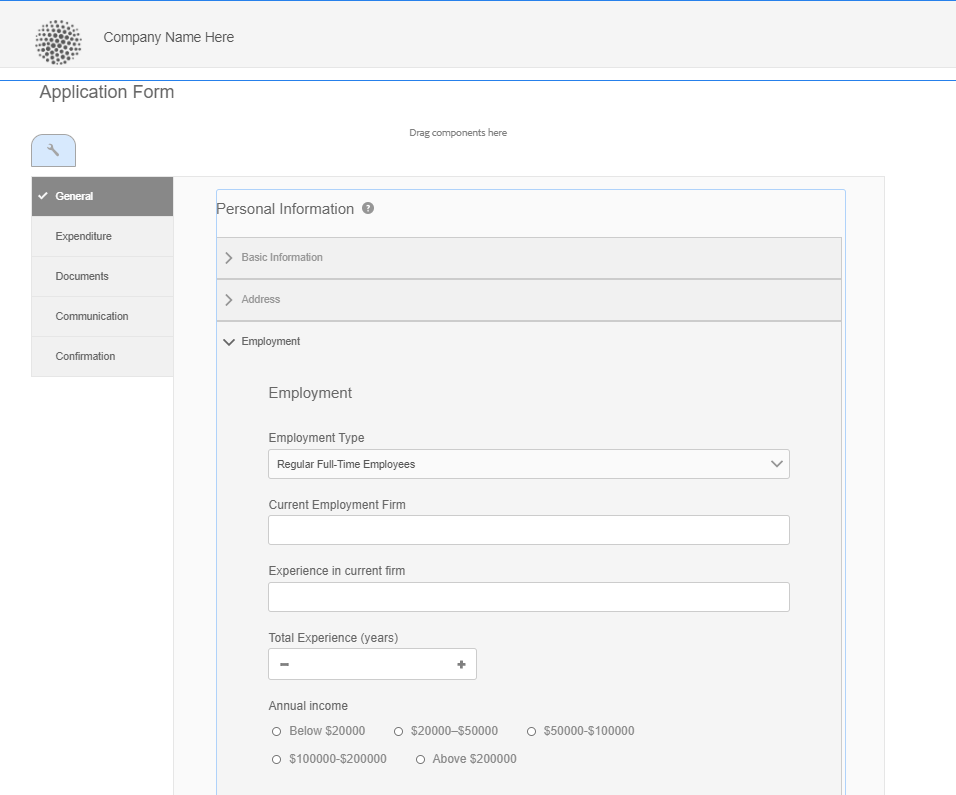 Company Name Here
Application Form
Drag components here
General
Expenditure
Documents
Communication
Confirmation
Personal Information ?
Basic Information
Address
Employment
Employment
Employment Type
Regular Full-Time Employees
Current Employment Firm
Experience in current firm
Total Experience (years)
Annual income
Below $20000 $20000–$50000 $50000-$100000
$100000-$200000 Above $200000